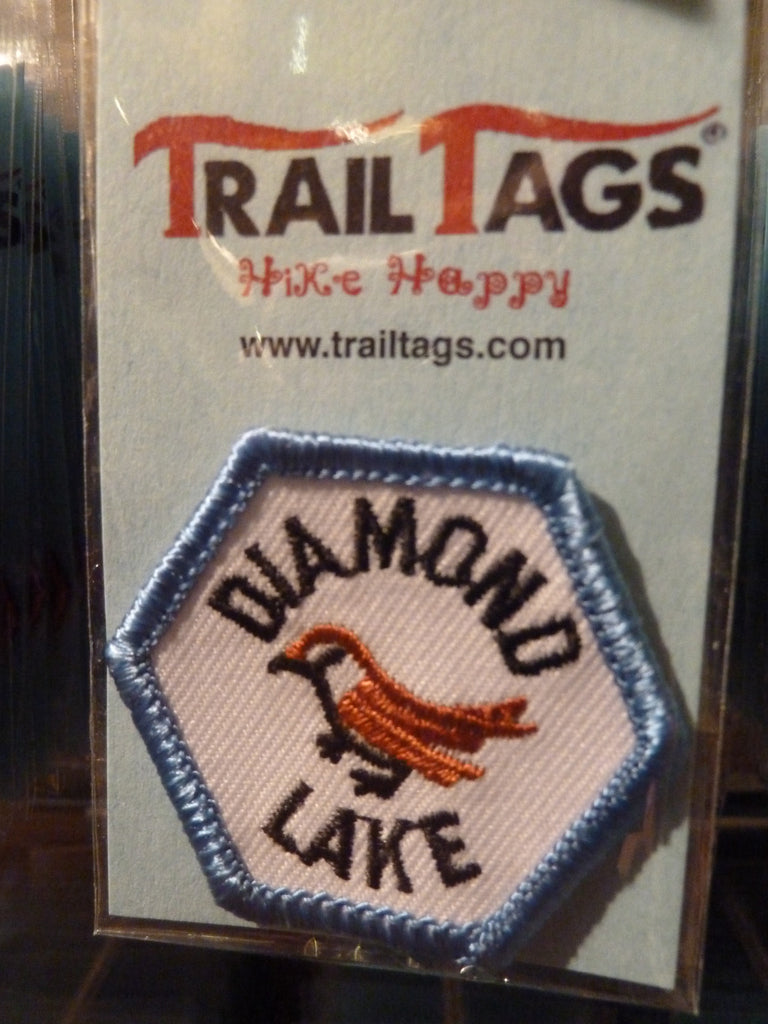 TRAIL TAGS®
Hike Happy
www.trailtags.com
DIAMOND
LAKE